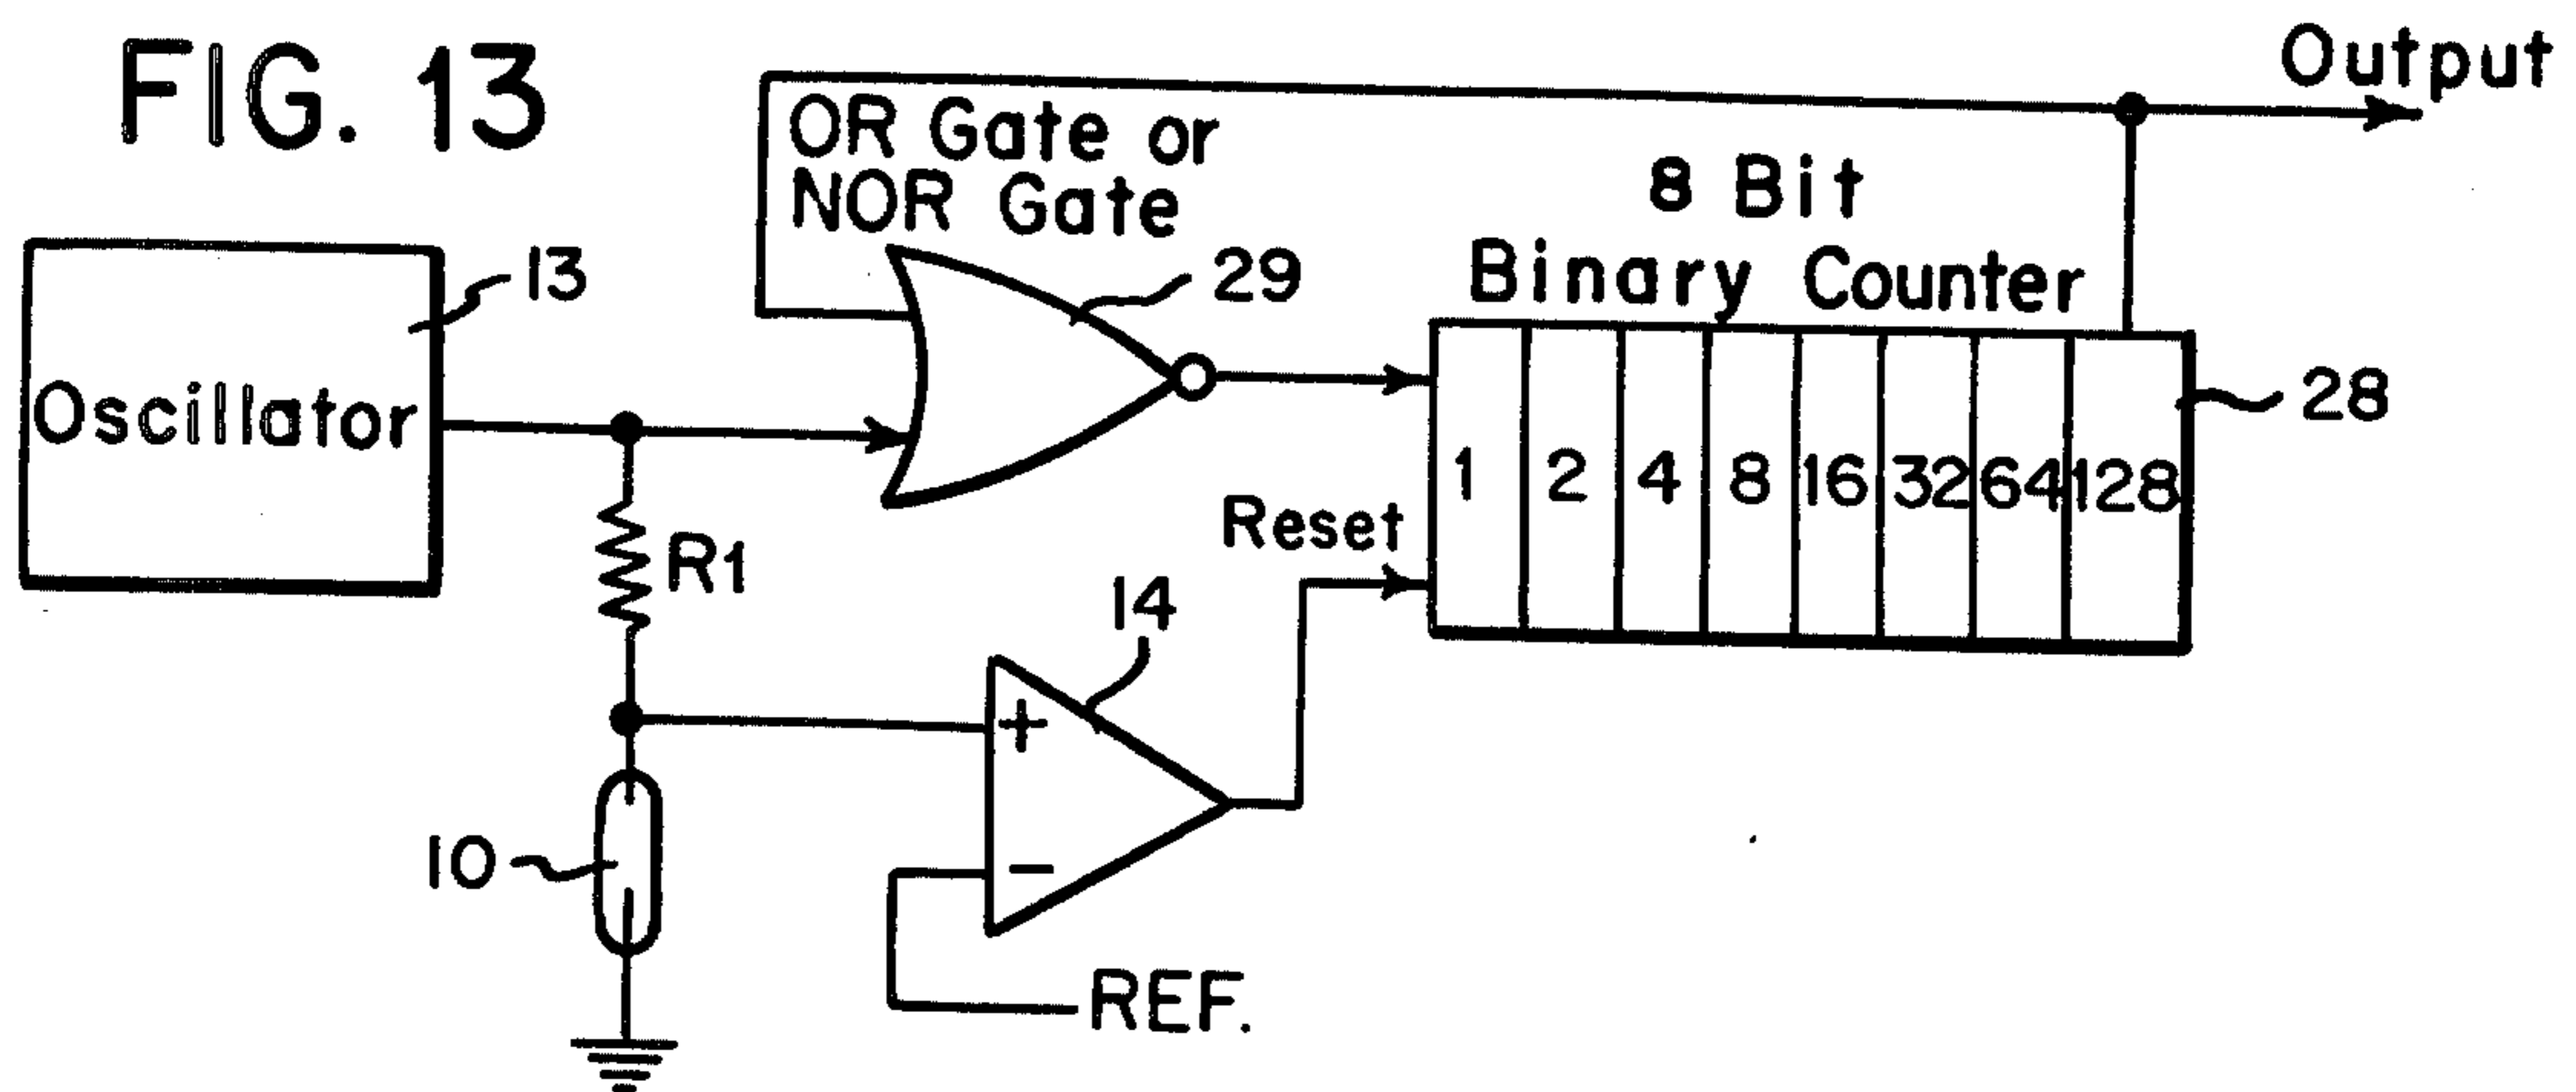 FIG. 13
Output
OR Gate or
NOR Gate
8 Bit
Binary Counter
13
29
Oscillator
28
1 2 4 8 16 32 64 128
Reset
R1
14
+
10
−
REF.